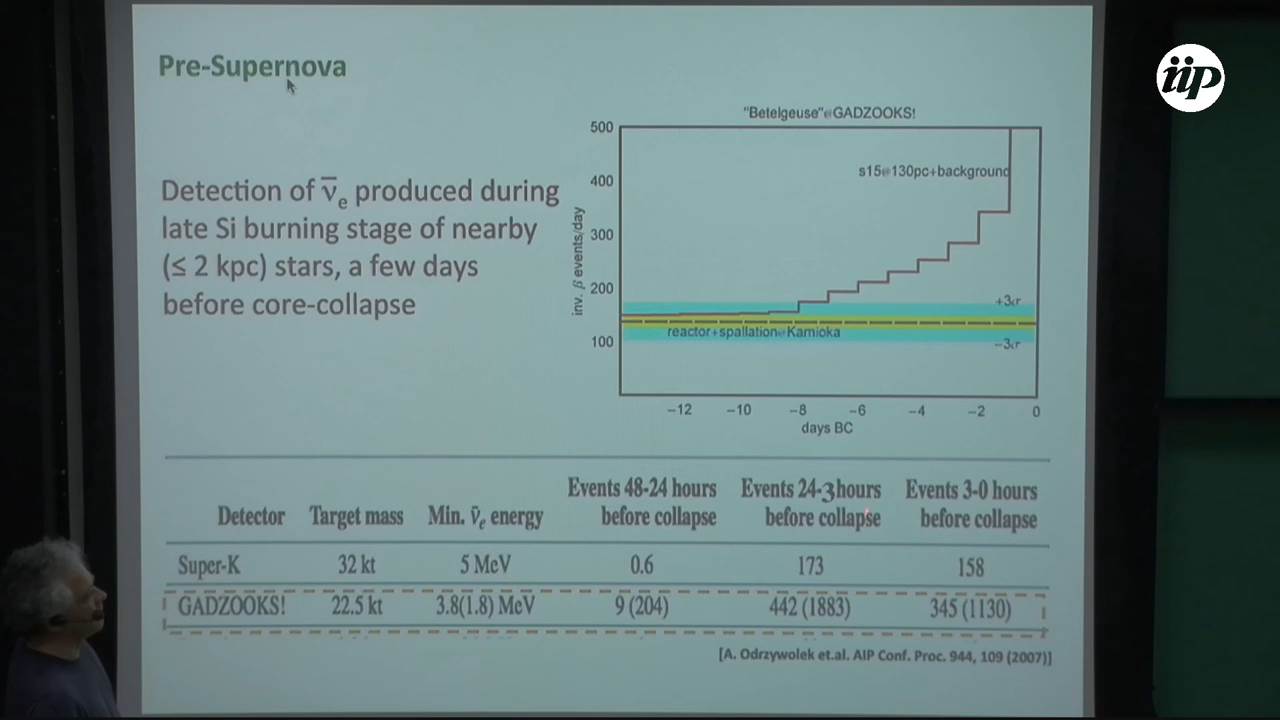 Pre-Supernova
iip
Detection of ν̅e produced during
late Si burning stage of nearby
(≤ 2 kpc) stars, a few days
before core-collapse
"Betelgeuse"@GADZOOKS!
500
400
300
200
100
inv. β events/day
s15@130pc+background
+3σ
reactor+spallation@Kamioka
−3σ
−12 −10 −8 −6 −4 −2 0
days BC
Events 48-24 hours Events 24-3hours Events 3-0 hours
Detector Target mass Min. ν̅e energy before collapse before collapse before collapse
Super-K 32 kt 5 MeV 0.6 173 158
GADZOOKS! 22.5 kt 3.8(1.8) MeV 9 (204) 442 (1883) 345 (1130)
[A. Odrzywolek et.al. AIP Conf. Proc. 944, 109 (2007)]